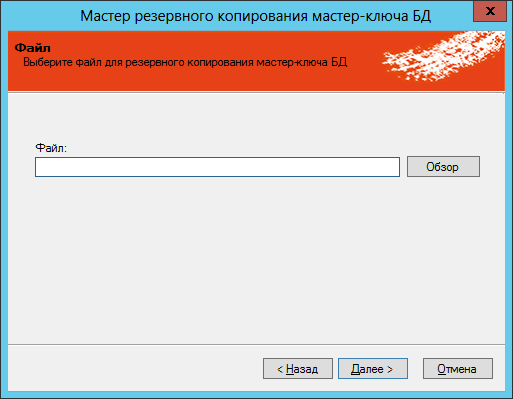 Мастер резервного копирования мастер-ключа БД
x
Файл
Выберите файл для резервного копирования мастер-ключа БД
Файл:
Обзор
< Назад
Далее >
Отмена